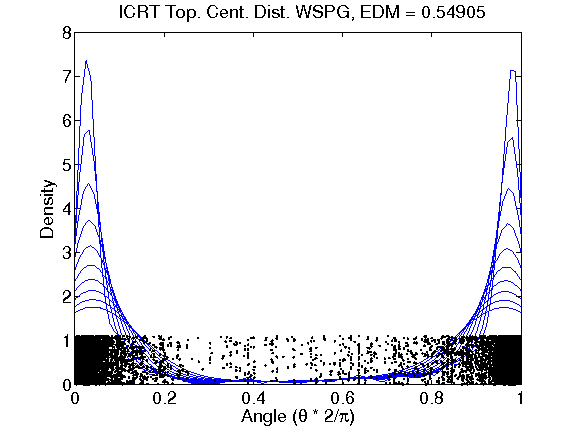 ICRT Top. Cent. Dist. WSPG, EDM = 0.54905
8
7
6
5
4
3
2
1
0
Density
0 0.2 0.4 0.6 0.8 1
Angle (θ * 2/π)